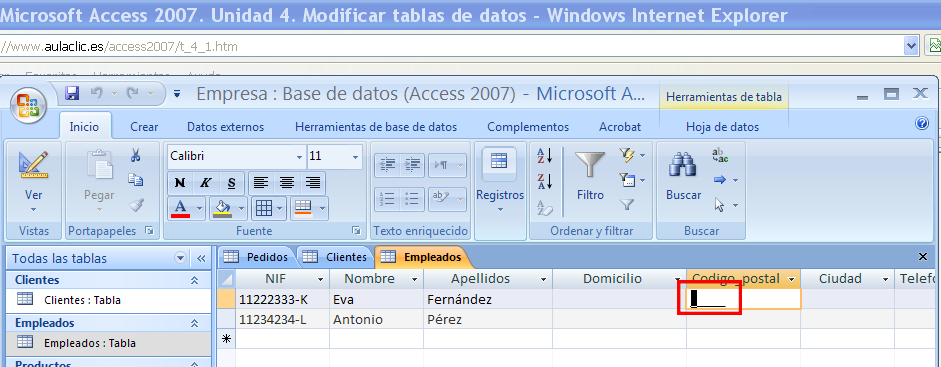 Microsoft Access 2007. Unidad 4. Modificar tablas de datos - Windows Internet Explorer
//www.aulaclic.es/access2007/t_4_1.htm
Favoritos Herramientas Ayuda
Empresa : Base de datos (Access 2007) - Microsoft A... Herramientas de tabla
Inicio Crear Datos externos Herramientas de base de datos Complementos Acrobat Hoja de datos
Calibri 11
N K S
A
Ver Pegar Registros Filtro Buscar
Vistas Portapapeles Fuente Texto enriquecido Ordenar y filtrar Buscar
Todas las tablas Pedidos Clientes Empleados
NIF Nombre Apellidos Domicilio Codigo_postal Ciudad Telefo
Clientes
Clientes : Tabla 11222333-K Eva Fernández
Empleados 11234234-L Antonio Pérez
Empleados : Tabla
Productos